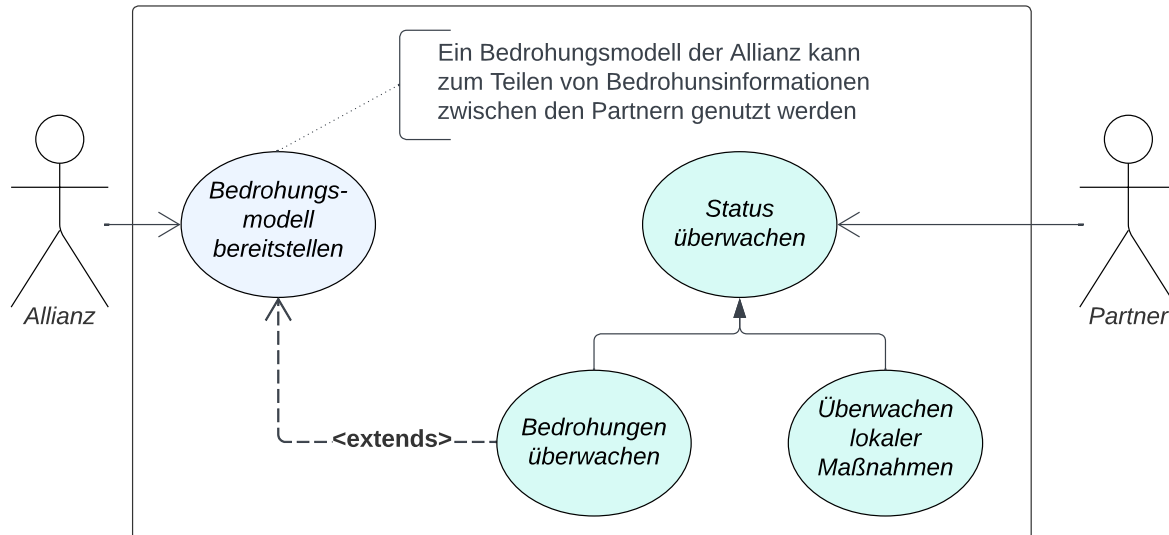 Ein Bedrohungsmodell der Allianz kann
zum Teilen von Bedrohunsinformationen
zwischen den Partnern genutzt werden
Bedrohungs-
modell
bereitstellen
Status
überwachen
Allianz
Partner
<extends>
Bedrohungen
überwachen
Überwachen
lokaler
Maßnahmen